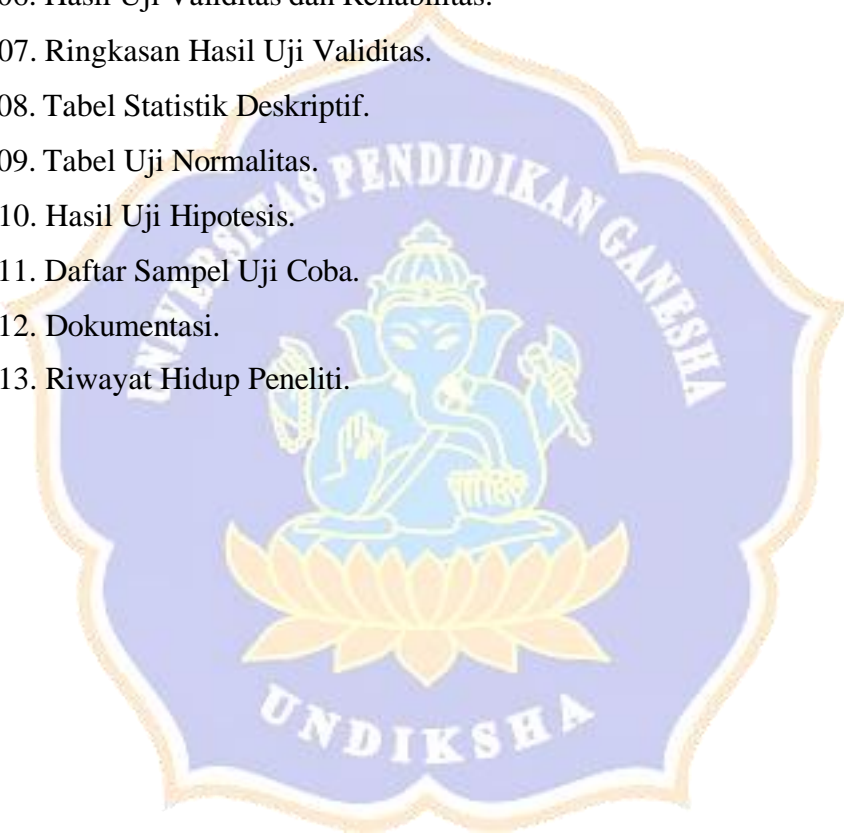 06. Hasil Uji Validitas dan Reliabilitas.
07. Ringkasan Hasil Uji Validitas.
08. Tabel Statistik Deskriptif.
09. Tabel Uji Normalitas.
10. Hasil Uji Hipotesis.
11. Daftar Sampel Uji Coba.
12. Dokumentasi.
13. Riwayat Hidup Peneliti.
UNIVERSITAS PENDIDIKAN GANESHA
UNDIKSHA